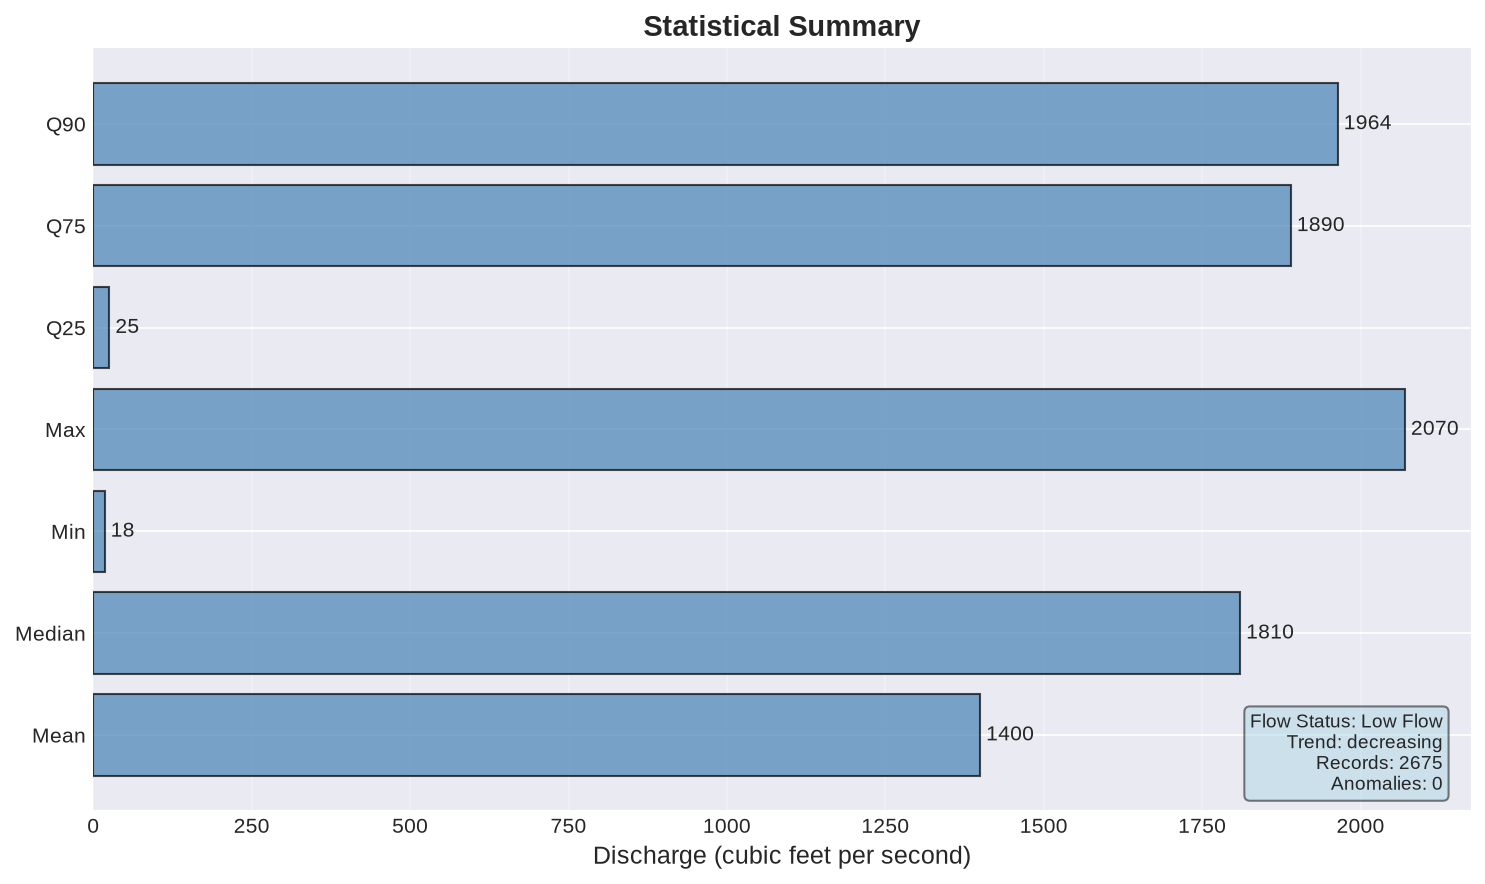 Statistical Summary
Q90
1964
Q75
1890
Q25
25
Max
2070
Min
18
Median
1810
Mean
1400
Flow Status: Low Flow
Trend: decreasing
Records: 2675
Anomalies: 0
0 250 500 750 1000 1250 1500 1750 2000
Discharge (cubic feet per second)